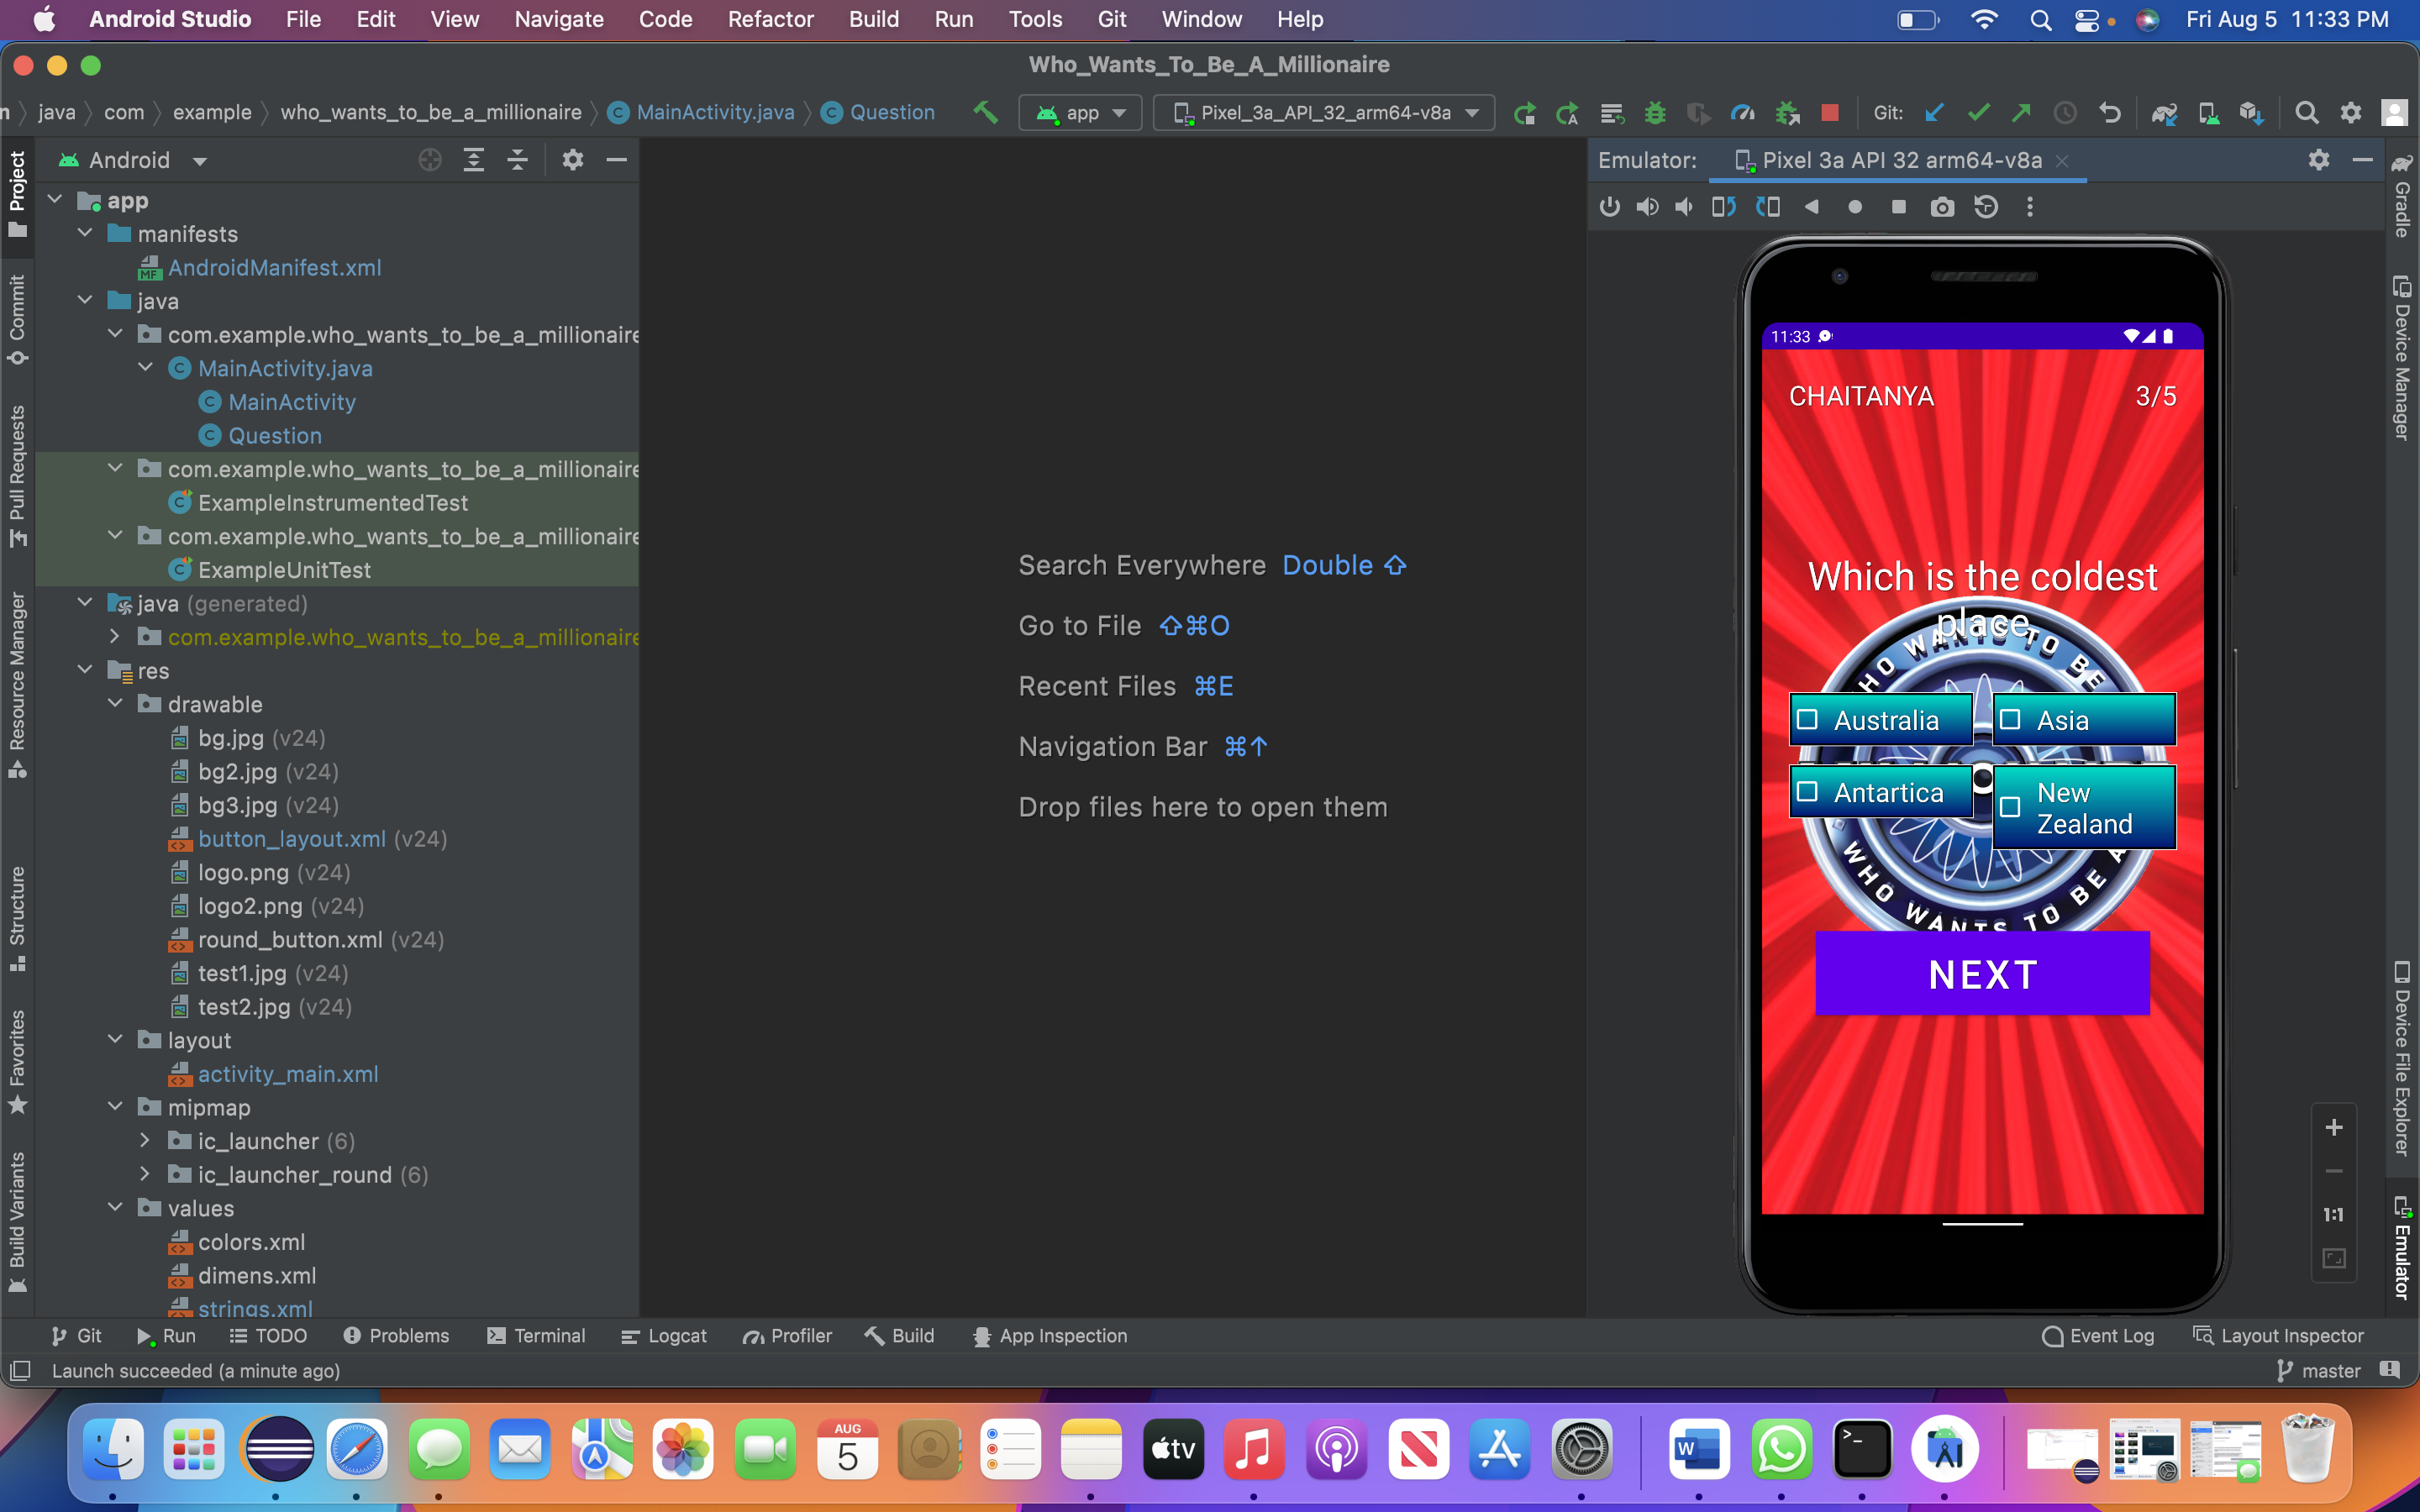 Android Studio File Edit View Navigate Code Refactor Build Run Tools Git Window Help Fri Aug 5 11:33 PM
Who_Wants_To_Be_A_Millionaire
java com example who_wants_to_be_a_millionaire MainActivity.java Question app Pixel_3a_API_32_arm64-v8a Git:
Android
Emulator: Pixel 3a API 32 arm64-v8a
Project
Commit
Pull Requests
Resource Manager
Structure
Favorites
Build Variants
app
manifests
MF AndroidManifest.xml
java
com.example.who_wants_to_be_a_millionaire
C MainActivity.java
C MainActivity
C Question
com.example.who_wants_to_be_a_millionaire
C ExampleInstrumentedTest
com.example.who_wants_to_be_a_millionaire
C ExampleUnitTest
java (generated)
com.example.who_wants_to_be_a_millionaire
res
drawable
bg.jpg (v24)
bg2.jpg (v24)
bg3.jpg (v24)
button_layout.xml (v24)
logo.png (v24)
logo2.png (v24)
round_button.xml (v24)
test1.jpg (v24)
test2.jpg (v24)
layout
activity_main.xml
mipmap
ic_launcher (6)
ic_launcher_round (6)
values
colors.xml
dimens.xml
strings.xml
Search Everywhere Double ⇧
Go to File ⇧⌘O
Recent Files ⌘E
Navigation Bar ⌘↑
Drop files here to open them
11:33
CHAITANYA 3/5
Which is the coldest
place
WANTS TO BE
Australia Asia
Antartica New
Zealand
WHO WANTS TO BE A
NEXT
1:1
Gradle
Device Manager
Device File Explorer
Emulator
Git Run TODO Problems Terminal Logcat Profiler Build App Inspection Event Log Layout Inspector
Launch succeeded (a minute ago) master
AUG
5
tv
W